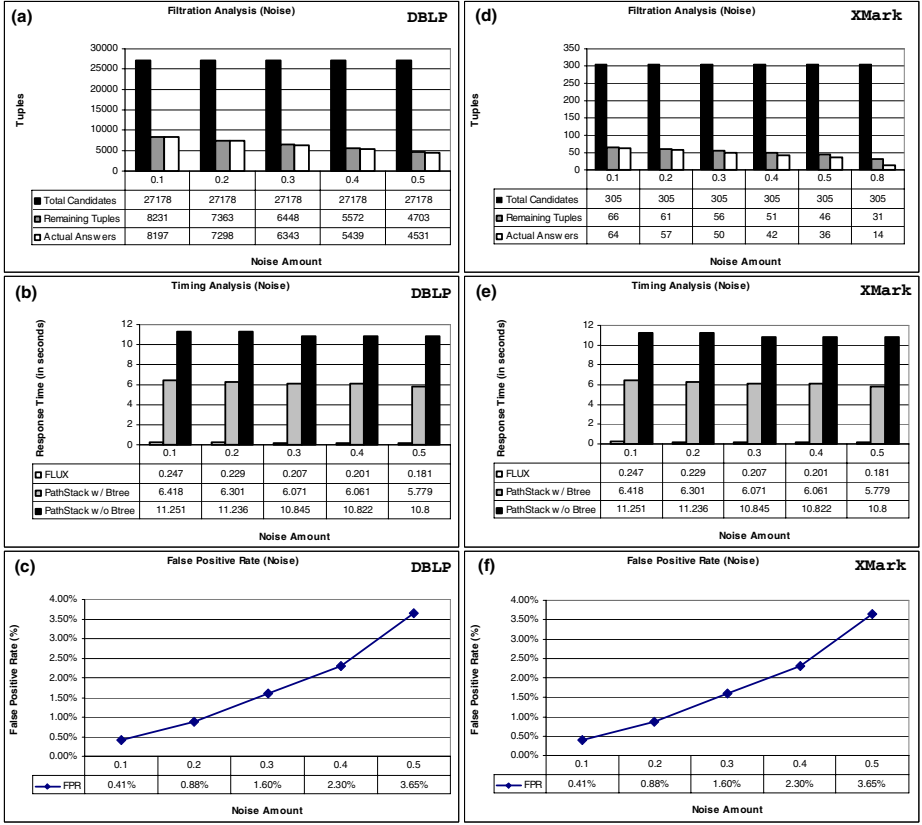 (a)
Filtration Analysis (Noise)
DBLP
Tuples
30000
25000
20000
15000
10000
5000
0
0.1 0.2 0.3 0.4 0.5
Total Candidates 27178 27178 27178 27178 27178
Remaining Tuples 8231 7363 6448 5572 4703
Actual Answers 8197 7298 6343 5439 4531
Noise Amount
(d)
Filtration Analysis (Noise)
XMark
Tuples
350
300
250
200
150
100
50
0
0.1 0.2 0.3 0.4 0.5 0.8
Total Candidates 305 305 305 305 305 305
Remaining Tuples 66 61 56 51 46 31
Actual Answers 64 57 50 42 36 14
Noise Amount
(b)
Timing Analysis (Noise)
DBLP
Response Time (in seconds)
12
10
8
6
4
2
0
0.1 0.2 0.3 0.4 0.5
FLUX 0.247 0.229 0.207 0.201 0.181
PathStack w/ Btree 6.418 6.301 6.071 6.061 5.779
PathStack w/o Btree 11.251 11.236 10.845 10.822 10.8
Noise Amount
(e)
Timing Analysis (Noise)
XMark
Response Time (in seconds)
12
10
8
6
4
2
0
0.1 0.2 0.3 0.4 0.5
FLUX 0.247 0.229 0.207 0.201 0.181
PathStack w/ Btree 6.418 6.301 6.071 6.061 5.779
PathStack w/o Btree 11.251 11.236 10.845 10.822 10.8
Noise Amount
(c)
False Positive Rate (Noise)
DBLP
False Positive Rate (%)
4.00%
3.50%
3.00%
2.50%
2.00%
1.50%
1.00%
0.50%
0.00%
0.1 0.2 0.3 0.4 0.5
FPR 0.41% 0.88% 1.60% 2.30% 3.65%
Noise Amount
(f)
False Positive Rate (Noise)
XMark
False Positive Rate (%)
4.00%
3.50%
3.00%
2.50%
2.00%
1.50%
1.00%
0.50%
0.00%
0.1 0.2 0.3 0.4 0.5
FPR 0.41% 0.88% 1.60% 2.30% 3.65%
Noise Amount